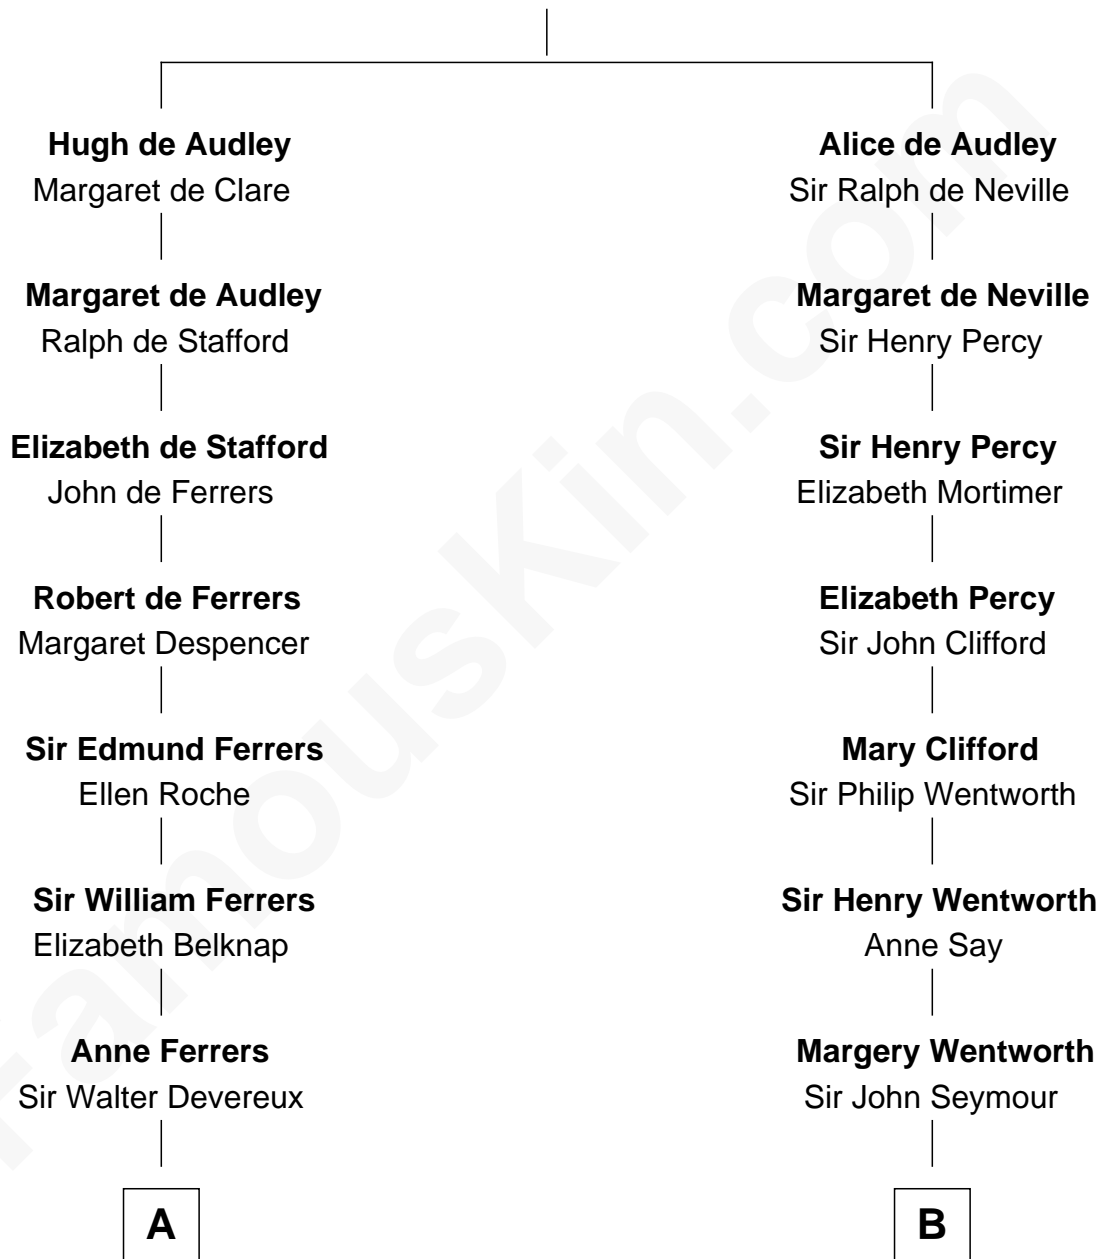 Hugh de Audley
Margaret de Clare
Margaret de Audley
Ralph de Stafford
Elizabeth de Stafford
John de Ferrers
Robert de Ferrers
Margaret Despencer
Sir Edmund Ferrers
Ellen Roche
Sir William Ferrers
Elizabeth Belknap
Anne Ferrers
Sir Walter Devereux
A
Alice de Audley
Sir Ralph de Neville
Margaret de Neville
Sir Henry Percy
Sir Henry Percy
Elizabeth Mortimer
Elizabeth Percy
Sir John Clifford
Mary Clifford
Sir Philip Wentworth
Sir Henry Wentworth
Anne Say
Margery Wentworth
Sir John Seymour
B
FamousKin.com